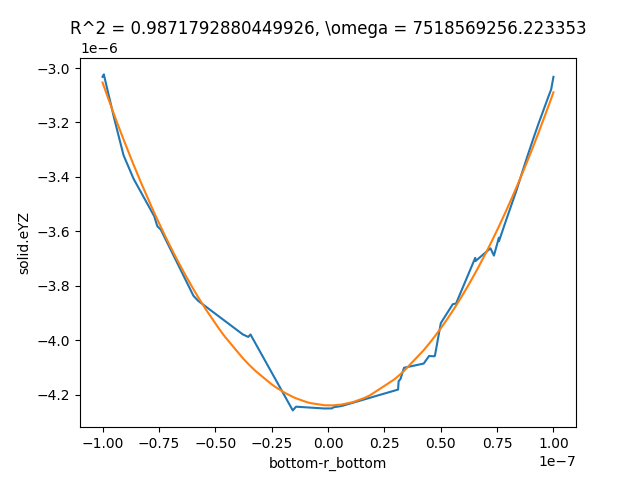 R^2 = 0.9871792880449926, \omega = 7518569256.223353
1e−6
−3.0
−3.2
−3.4
−3.6
−3.8
−4.0
−4.2
solid.eYZ
−1.00 −0.75 −0.50 −0.25 0.00 0.25 0.50 0.75 1.00
1e−7
bottom-r_bottom